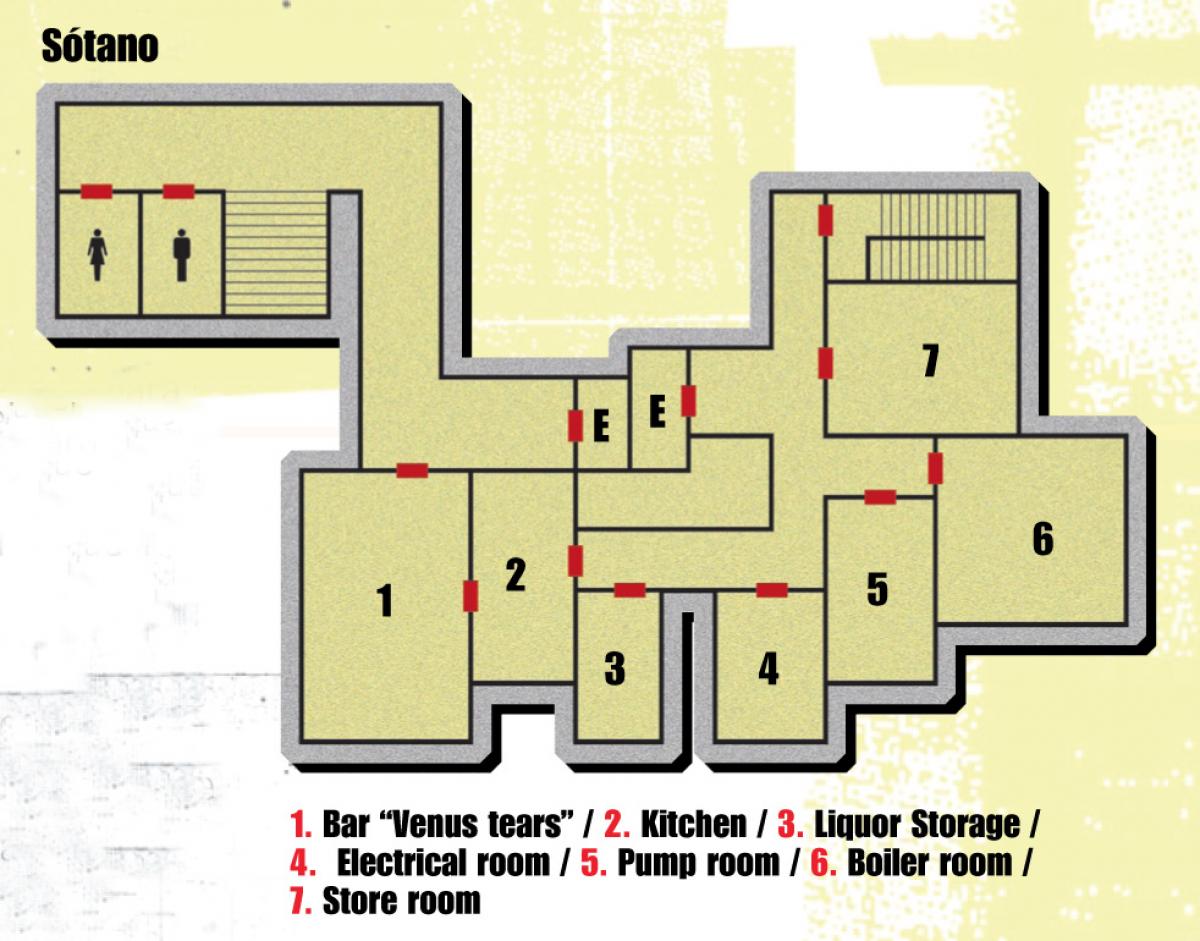 Sótano
E
E
7
6
1
2
5
3
4
1. Bar “Venus tears” / 2. Kitchen / 3. Liquor Storage /
4. Electrical room / 5. Pump room / 6. Boiler room /
7. Store room